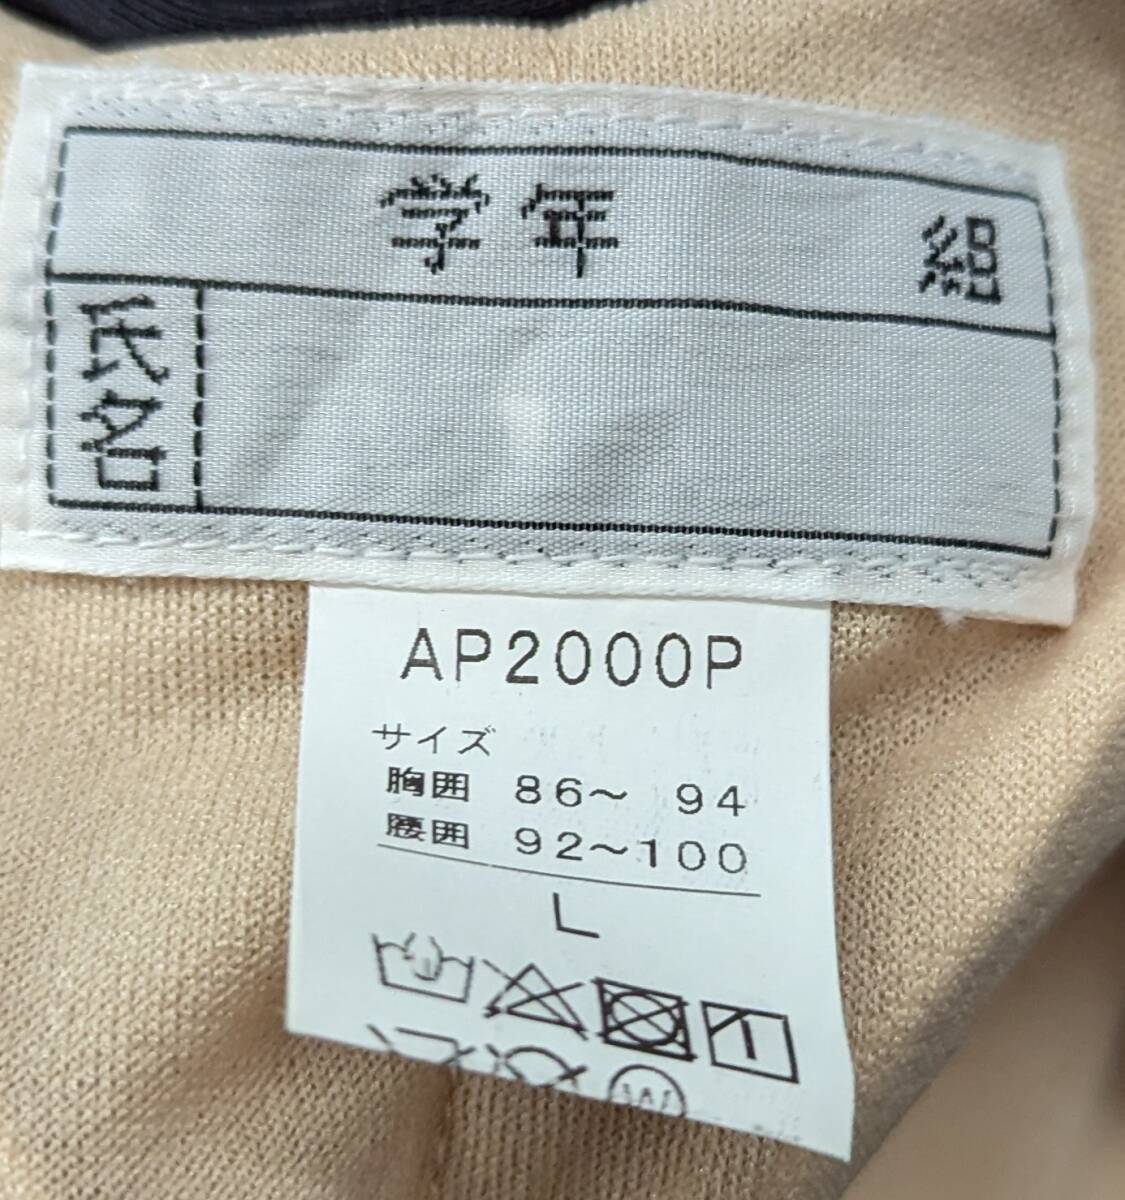 学年 組
氏名
AP2000P
サイズ
胸囲 86～ 94
腰囲 92～100
L
W